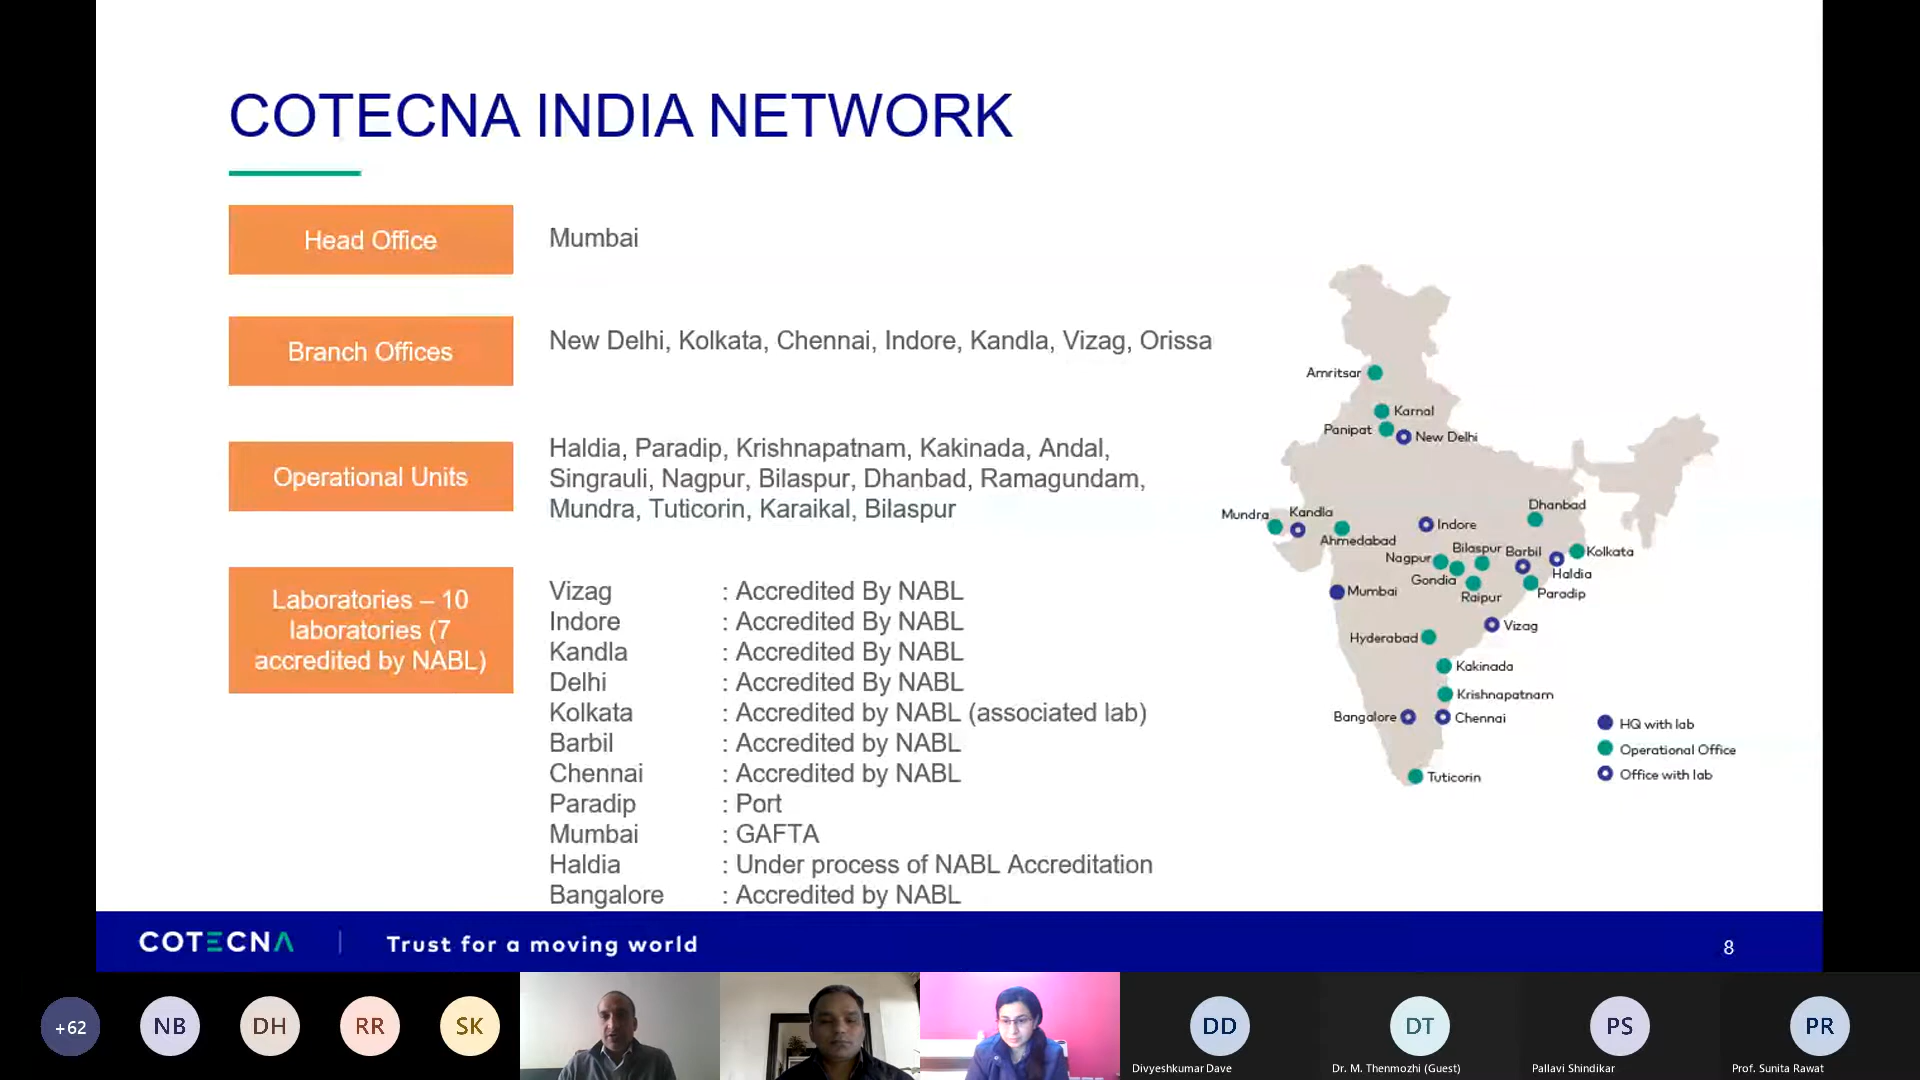 COTECNA INDIA NETWORK
Head Office
Mumbai
Branch Offices
New Delhi, Kolkata, Chennai, Indore, Kandla, Vizag, Orissa
Operational Units
Haldia, Paradip, Krishnapatnam, Kakinada, Andal,
Singrauli, Nagpur, Bilaspur, Dhanbad, Ramagundam,
Mundra, Tuticorin, Karaikal, Bilaspur
Laboratories – 10
laboratories (7
accredited by NABL)
Vizag : Accredited By NABL
Indore : Accredited By NABL
Kandla : Accredited By NABL
Delhi : Accredited By NABL
Kolkata : Accredited by NABL (associated lab)
Barbil : Accredited by NABL
Chennai : Accredited by NABL
Paradip : Port
Mumbai : GAFTA
Haldia : Under process of NABL Accreditation
Bangalore : Accredited by NABL
Amritsar
Karnal
Panipat
New Delhi
Mundra
Kandla
Ahmedabad
Indore
Dhanbad
Nagpur
Bilaspur
Barbil
Kolkata
Gondia
Haldia
Raipur
Paradip
Mumbai
Vizag
Hyderabad
Kakinada
Krishnapatnam
Bangalore
Chennai
Tuticorin
HQ with lab
Operational Office
Office with lab
COTECNA | Trust for a moving world
8
+62
NB
DH
RR
SK
DD
DT
PS
PR
Divyeshkumar Dave
Dr. M. Thenmozhi (Guest)
Pallavi Shindikar
Prof. Sunita Rawat